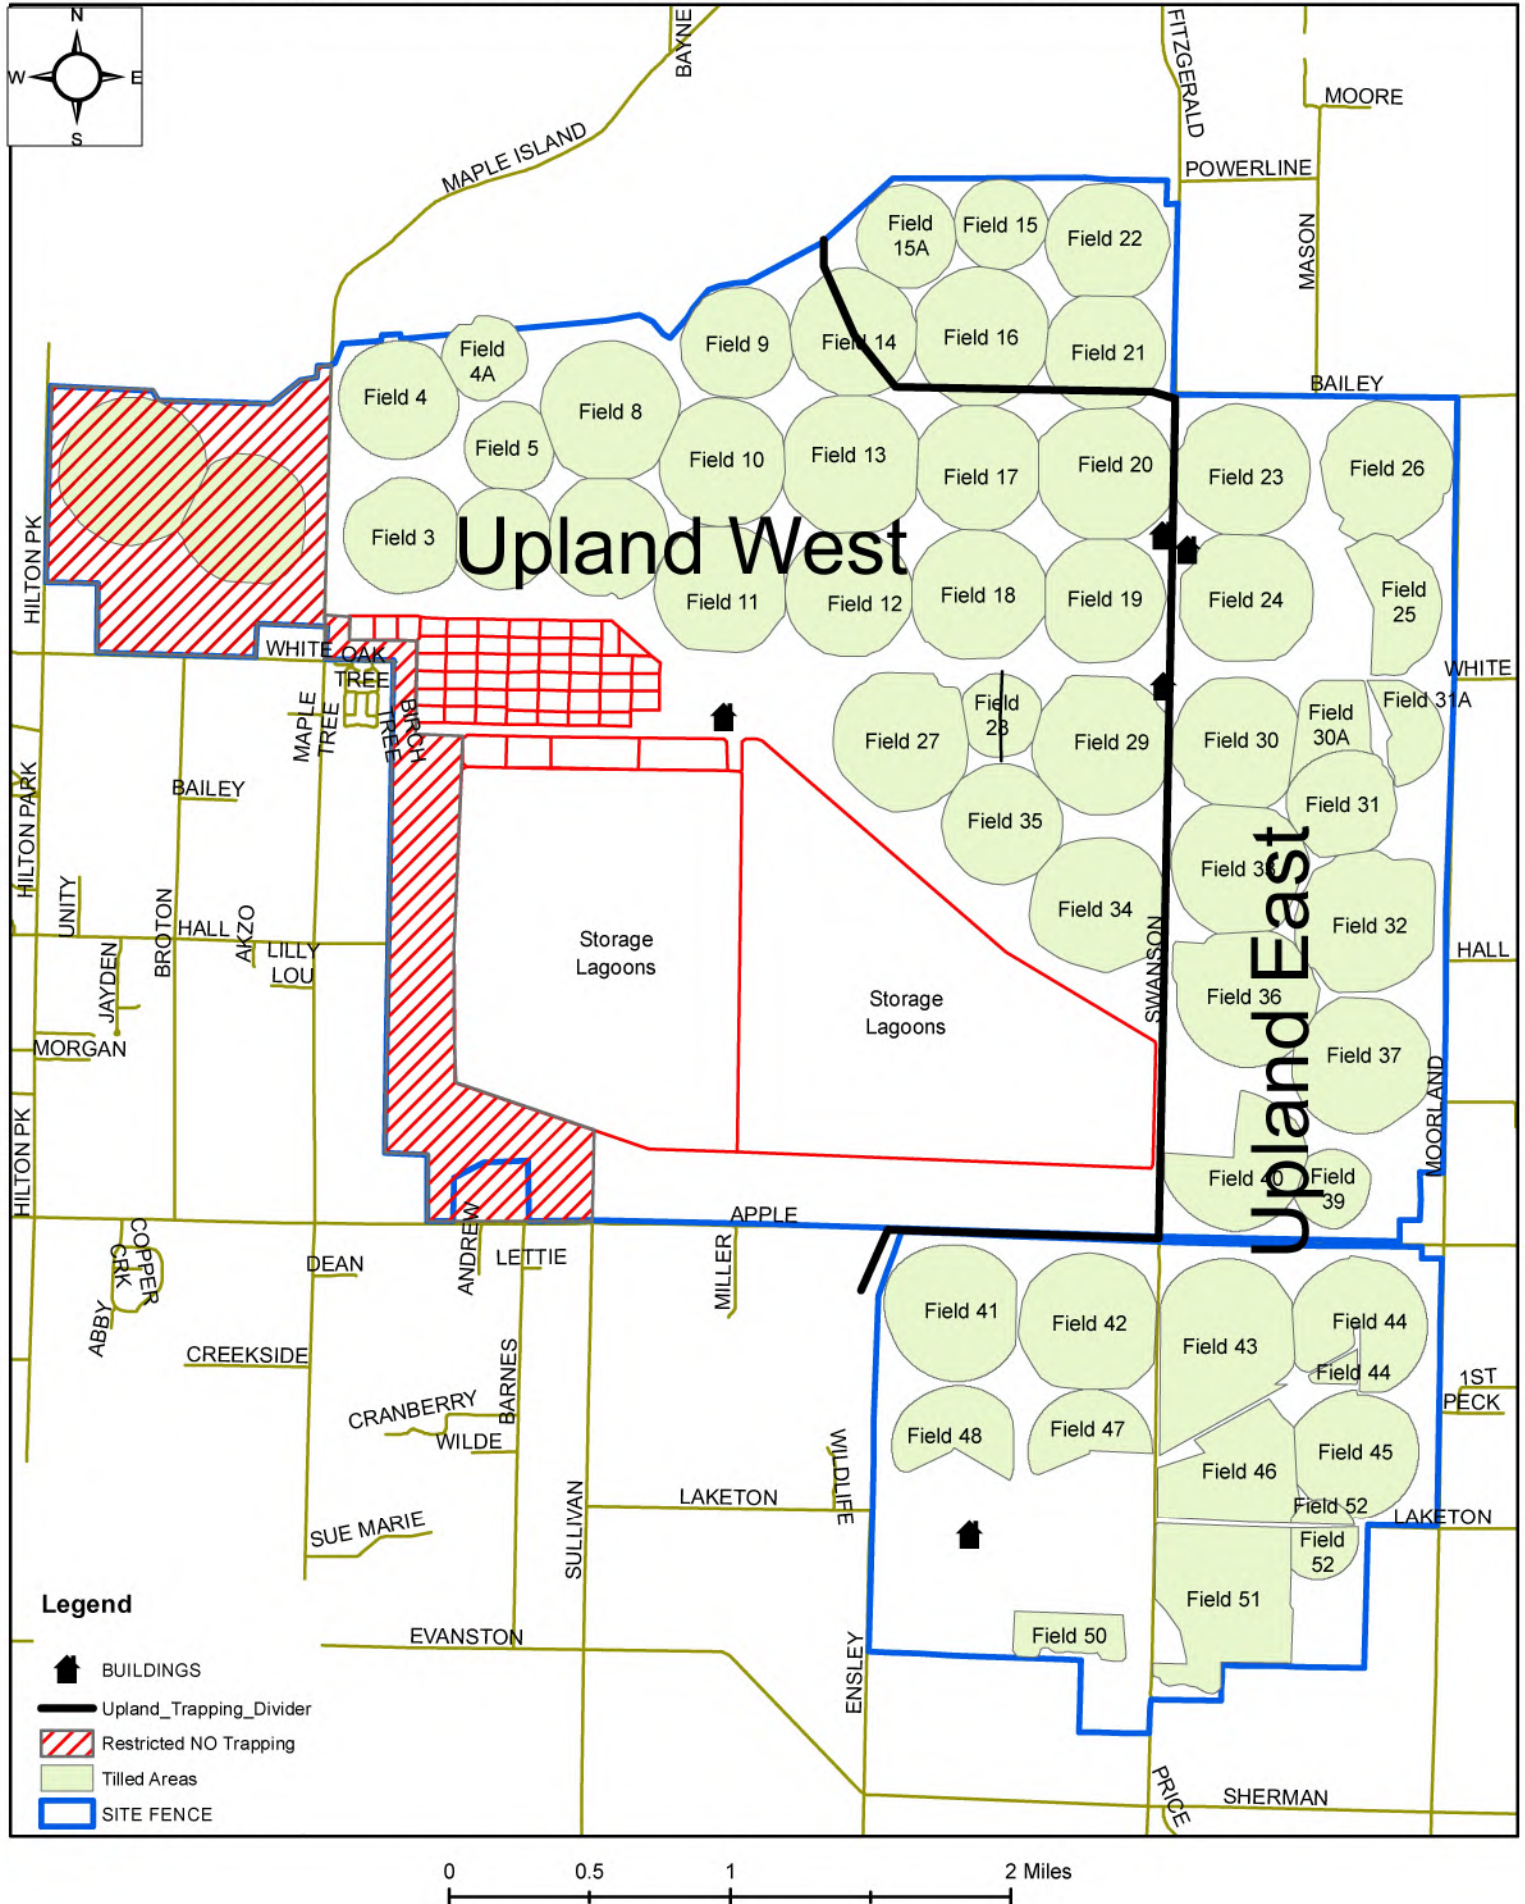 N
W
E
S
BAYNE
FITZGERALD
MOORE
MAPLE ISLAND
POWERLINE
MASON
Field
15A
Field 15
Field 22
Field 9
Field 14
Field 16
Field 21
Field
4A
Field 4
Field 8
BAILEY
Field 5
Field 10
Field 13
Field 17
Field 20
Field 23
Field 26
HILTON PK
Field 3
Upland West
Field 11
Field 12
Field 18
Field 19
Field 24
Field
25
WHITE
OAK
TREE
MAPLE
TREE
BIRCH
TREE
WHITE
Field 27
Field
28
Field 29
Field 30
Field
30A
Field 31A
HILTON PARK
BAILEY
Field 35
Field 31
Field 33
UNITY
BROTON
HALL
AKZO
LILLY
LOU
JAYDEN
MORGAN
Storage
Lagoons
Storage
Lagoons
Field 34
SWANSON
Upland East
Field 32
HALL
Field 36
Field 37
MOORLAND
HILTON PK
Field 40
Field
39
APPLE
COPPER
CRK
ABBY
DEAN
ANDREW
LETTIE
MILLER
Field 41
Field 42
Field 43
Field 44
Field 44
CREEKSIDE
BARNES
1ST
PECK
CRANBERRY
WILDE
WILDLIFE
Field 48
Field 47
Field 46
Field 45
SULLIVAN
LAKETON
Field 52
LAKETON
SUE MARIE
Field
52
Field 51
EVANSTON
ENSLEY
Field 50
PRICE
SHERMAN
Legend
BUILDINGS
Upland_Trapping_Divider
Restricted NO Trapping
Tilled Areas
SITE FENCE
0 0.5 1 2 Miles